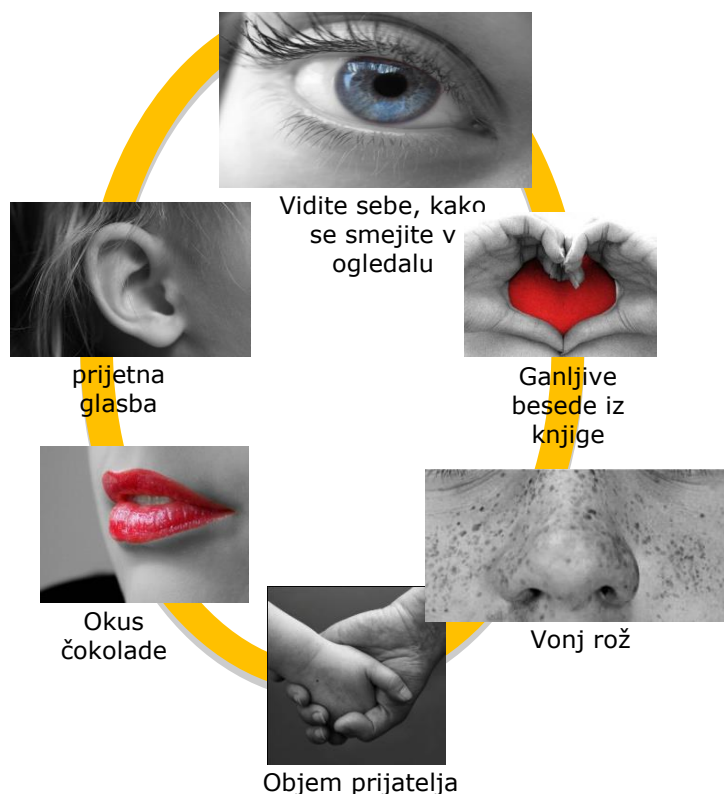 Vidite sebe, kako
se smejite v
ogledalu
prijetna
glasba
Ganljive
besede iz
knjige
Okus
čokolade
Vonj rož
Objem prijatelja